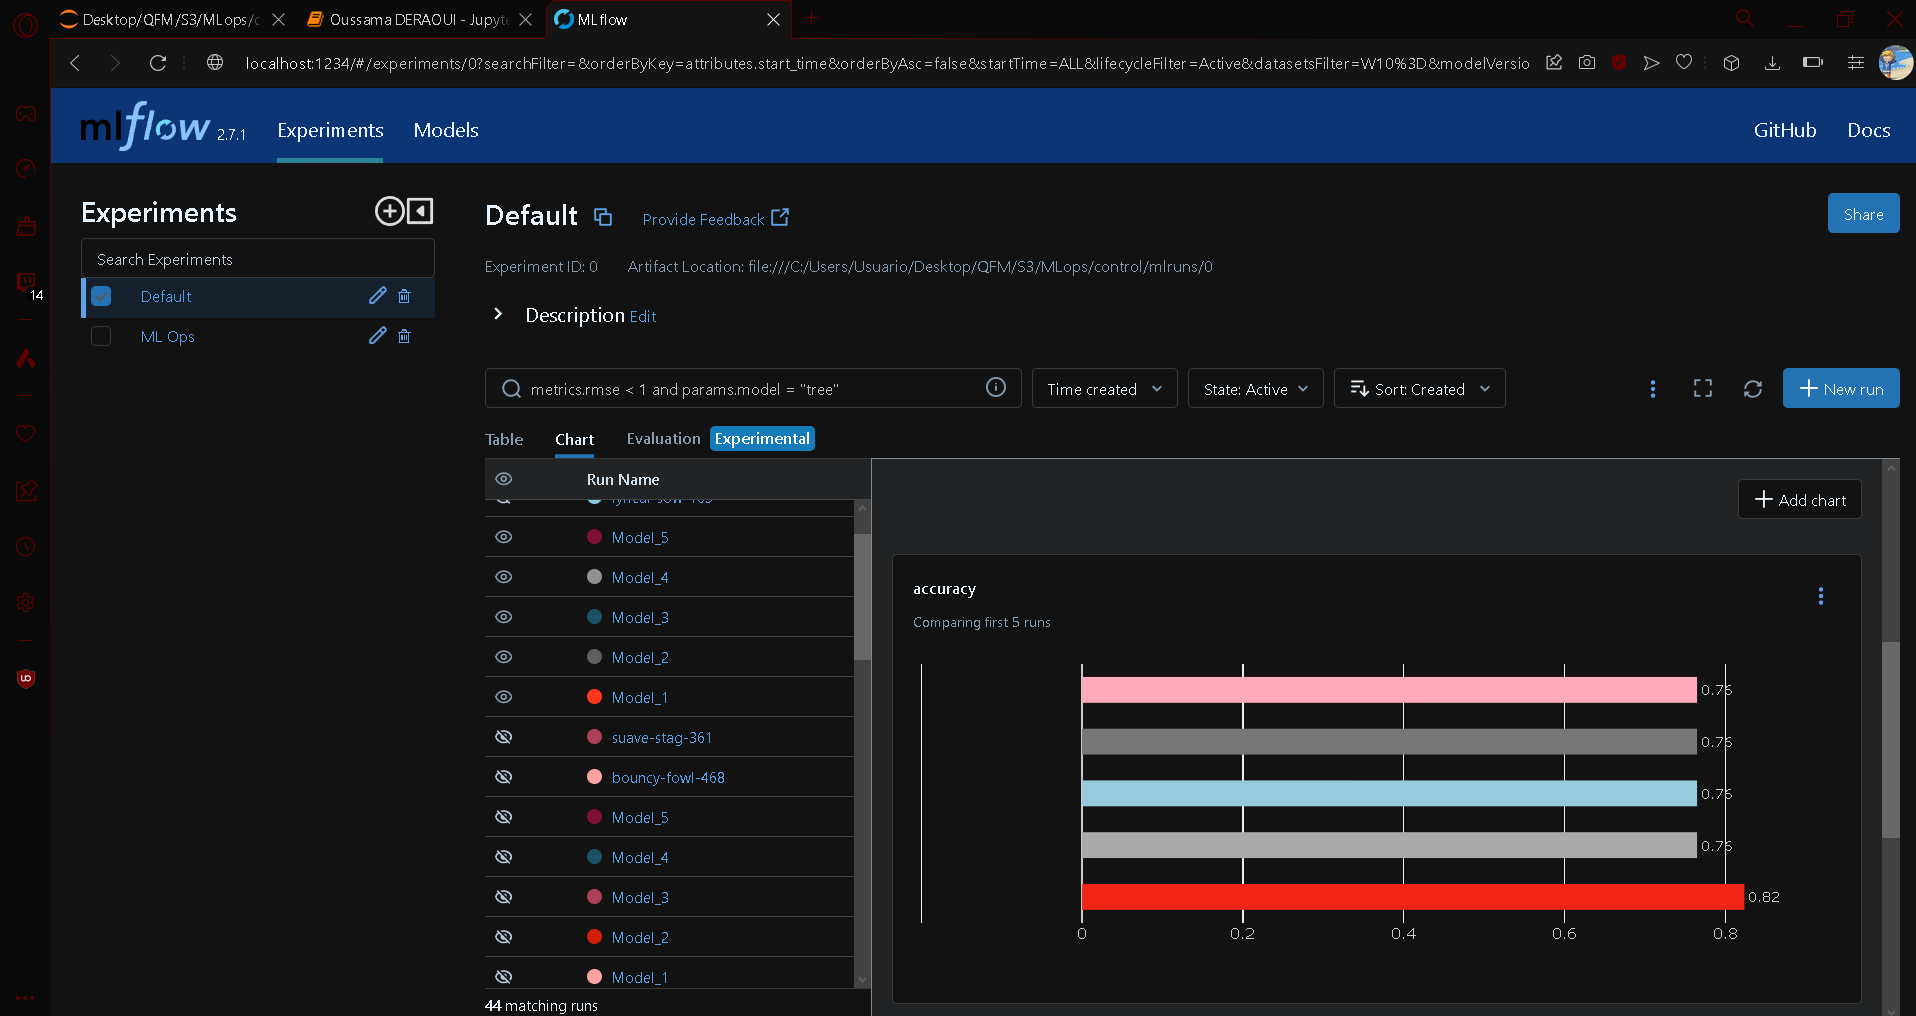 Desktop/QFM/S3/MLops/c
Oussama DERAOUI - Jupyte
MLflow
localhost:1234/#/experiments/0?searchFilter=&orderByKey=attributes.start_time&orderByAsc=false&startTime=ALL&lifecycleFilter=Active&datasetsFilter=W10%3D&modelVersio
mlflow 2.7.1
Experiments
Models
GitHub
Docs
14
Experiments
Search Experiments
Default
ML Ops
Default
Provide Feedback
Share
Experiment ID: 0
Artifact Location: file:///C:/Users/Usuario/Desktop/QFM/S3/MLops/control/mlruns/0
Description Edit
metrics.rmse < 1 and params.model = "tree"
Time created
State: Active
Sort: Created
New run
Table
Chart
Evaluation Experimental
Run Name
Model_5
Model_4
Model_3
Model_2
Model_1
suave-stag-361
bouncy-fowl-468
Model_5
Model_4
Model_3
Model_2
Model_1
44 matching runs
Add chart
accuracy
Comparing first 5 runs
0.76
0.76
0.76
0.76
0.82
0
0.2
0.4
0.6
0.8